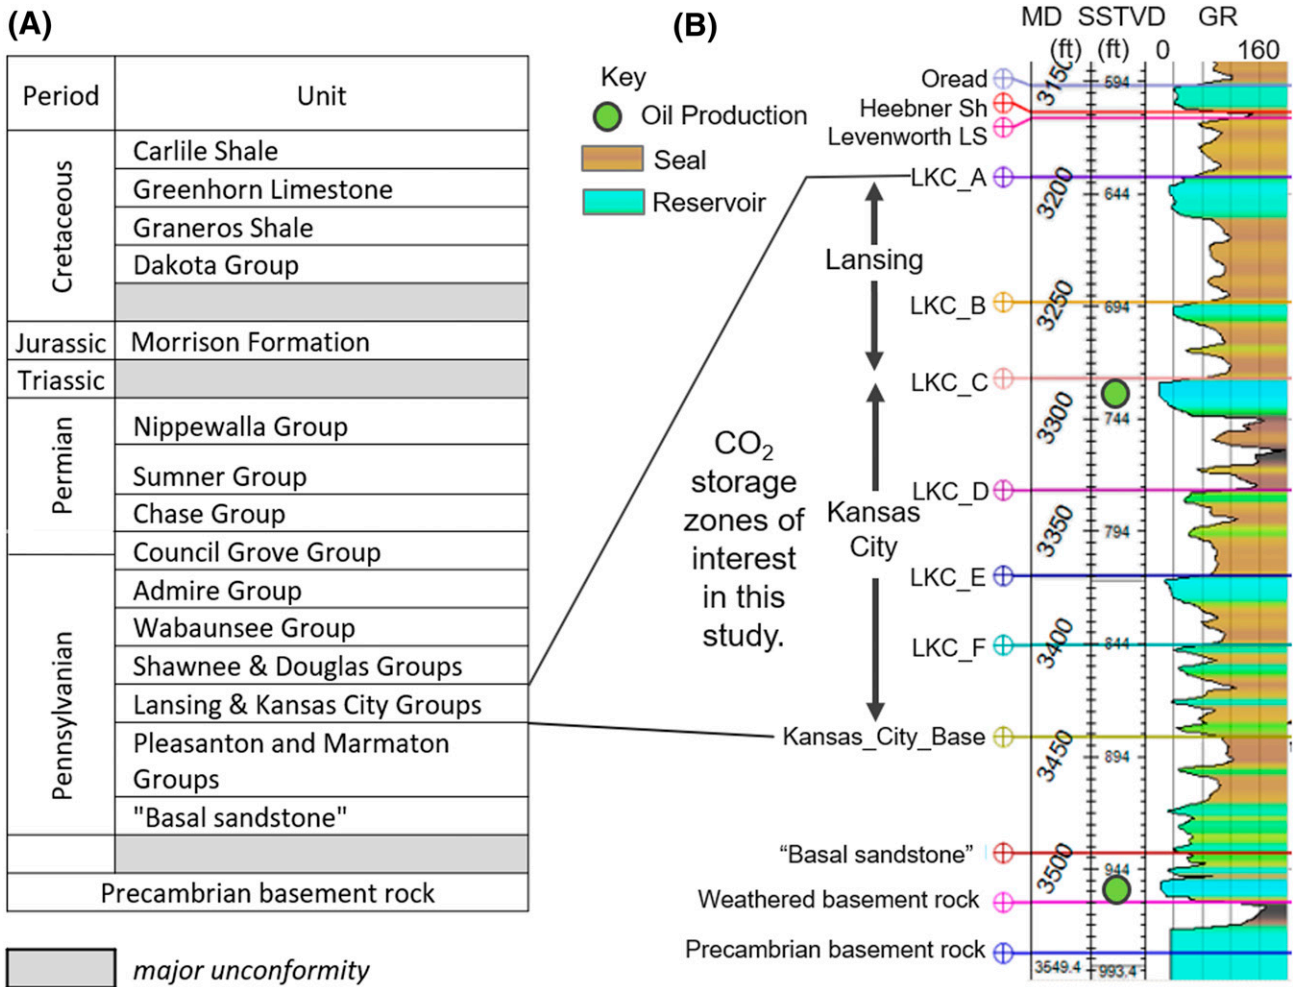 (A)
Period
Unit
Cretaceous
Carlile Shale
Greenhorn Limestone
Graneros Shale
Dakota Group
Jurassic
Morrison Formation
Triassic
Permian
Nippewalla Group
Sumner Group
Chase Group
Council Grove Group
Pennsylvanian
Admire Group
Wabaunsee Group
Shawnee & Douglas Groups
Lansing & Kansas City Groups
Pleasanton and Marmaton
Groups
"Basal sandstone"
Precambrian basement rock
major unconformity
(B)
MD SSTVD GR
(ft) (ft) 0 160
Key
Oil Production
Seal
Reservoir
CO2
storage
zones of
interest
in this
study.
Lansing
Kansas
City
Oread
Heebner Sh
Levenworth LS
LKC_A
LKC_B
LKC_C
LKC_D
LKC_E
LKC_F
Kansas_City_Base
“Basal sandstone”
Weathered basement rock
Precambrian basement rock
3150
3200
3250
3300
3350
3400
3450
3500
3549.4
594
644
694
744
794
844
894
944
993.4